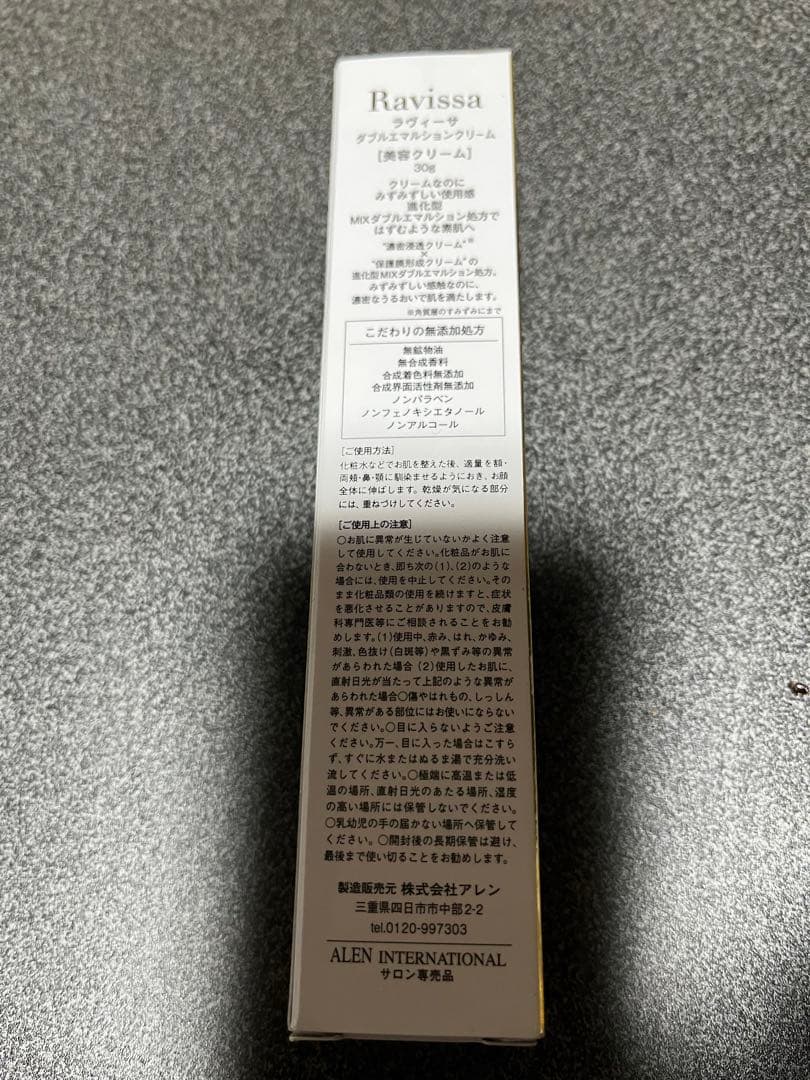 Ravissa
ラヴィーサ
ダブルエマルションクリーム
[美容クリーム]
30g
クリームなのに
みずみずしい使用感
進化型
MIXダブルエマルション処方で
はずむような素肌へ
"濃密浸透クリーム"※
×
"保護膜形成クリーム"の
進化型MIXダブルエマルション処方。
みずみずしい感触なのに、
濃密なうるおいで肌を満たします。
※角質層のすみずみにまで
こだわりの無添加処方
無鉱物油
無合成香料
合成着色料無添加
合成界面活性剤無添加
ノンパラベン
ノンフェノキシエタノール
ノンアルコール
[ご使用方法]
化粧水などでお肌を整えた後、適量を額・
両頬・鼻・顎に馴染ませるようにおき、お顔
全体に伸ばします。乾燥が気になる部分
には、重ねづけしてください。
[ご使用上の注意]
○お肌に異常が生じていないかよく注意
して使用してください。化粧品がお肌に
合わないとき、即ち次の(1)、(2)のような
場合には、使用を中止してください。その
まま化粧品類の使用を続けますと、症状
を悪化させることがありますので、皮膚
科専門医等にご相談されることをお勧
めします。(1)使用中、赤み、はれ、かゆみ、
刺激、色抜け(白斑等)や黒ずみ等の異常
があらわれた場合 (2)使用したお肌に、
直射日光が当たって上記のような異常が
あらわれた場合○傷やはれもの、しっしん
等、異常がある部位にはお使いにならない
でください。○目に入らないようご注意
ください。万一、目に入った場合はこすら
ず、すぐに水またはぬるま湯で充分洗い
流してください。○極端に高温または低
温の場所、直射日光のあたる場所、湿度
の高い場所には保管しないでください。
○乳幼児の手の届かない場所へ保管して
ください。○開封後の長期保管は避け、
最後まで使い切ることをお勧めします。
製造販売元 株式会社アレン
三重県四日市市中部2-2
tel.0120-997303
ALEN INTERNATIONAL
サロン専売品